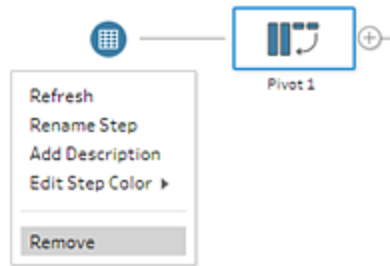 Pivot 1
Refresh
Rename Step
Add Description
Edit Step Color
Remove